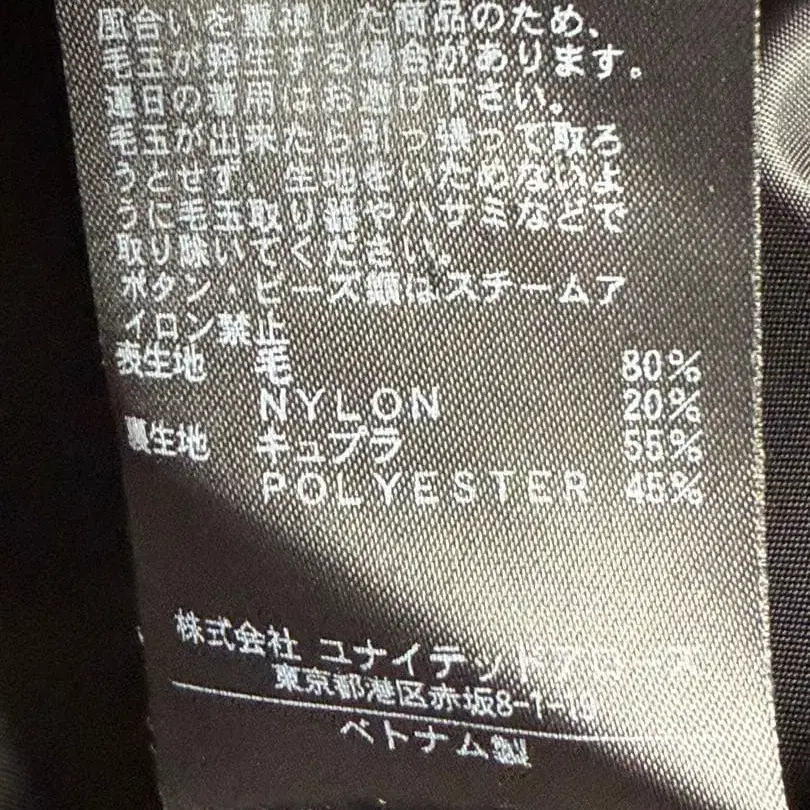 風合いを重視した商品のため、
毛玉が発生する場合があります。
連日の着用はお避け下さい。
毛玉が出来たら引っ張って取ろ
うとせず、生地をいためないよ
うに毛玉取り器やハサミなどで
取り除いてください。
ボタン・ビーズ類はスチームア
イロン禁止
表生地 毛 80%
NYLON 20%
裏生地 キュプラ 55%
POLYESTER 45%
株式会社 ユナイテッドアローズ
東京都港区赤坂8-1-19
ベトナム製